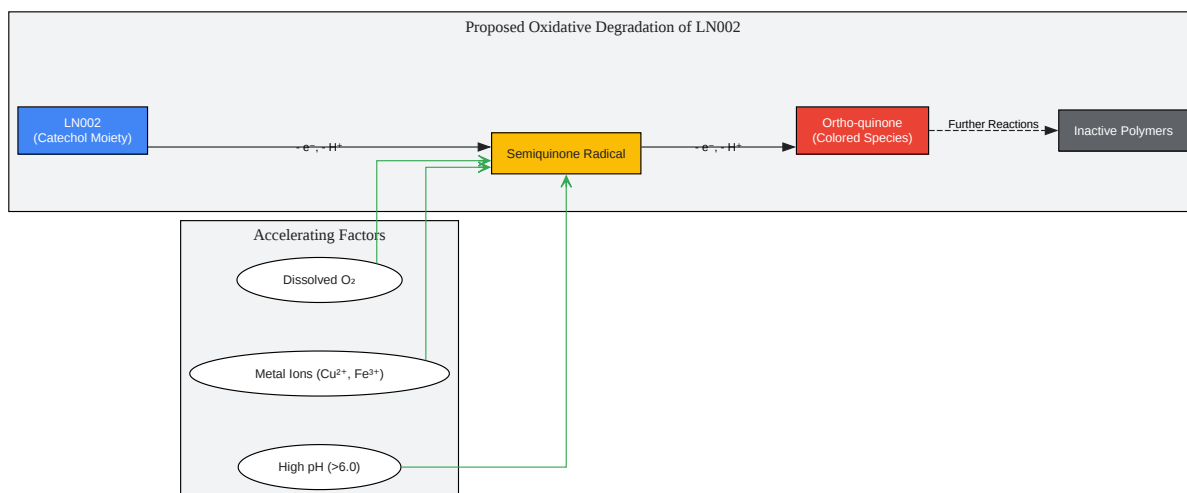 Proposed Oxidative Degradation of LN002
LN002
(Catechol Moiety)
- e⁻, - H⁺
Semiquinone Radical
- e⁻, - H⁺
Ortho-quinone
(Colored Species)
Further Reactions
Inactive Polymers
Accelerating Factors
Dissolved O₂
Metal Ions (Cu²⁺, Fe³⁺)
High pH (>6.0)